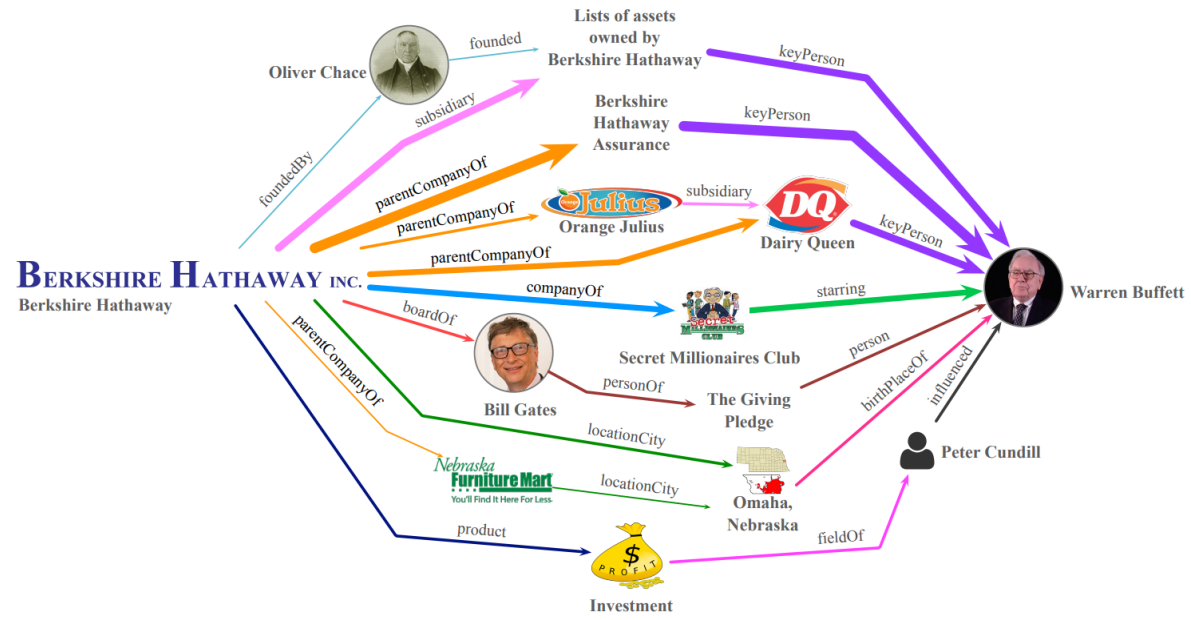 Lists of assets
owned by
Berkshire Hathaway
founded
keyPerson
Oliver Chace
subsidiary
Berkshire
Hathaway
Assurance
keyPerson
foundedBy
parentCompanyOf
parentCompanyOf
Orange
Julius
Orange Julius
subsidiary
DQ
Dairy Queen
keyPerson
parentCompanyOf
BERKSHIRE HATHAWAY INC.
Berkshire Hathaway
companyOf
Secret
MILLIONAIRES
CLUB
Secret Millionaires Club
starring
Warren Buffett
boardOf
Bill Gates
personOf
The Giving
Pledge
person
birthPlaceOf
influenced
parentCompanyOf
locationCity
Peter Cundill
Nebraska
Furniture Mart
You'll Find It Here For Less
locationCity
Omaha,
Nebraska
product
$
PROFIT
Investment
fieldOf